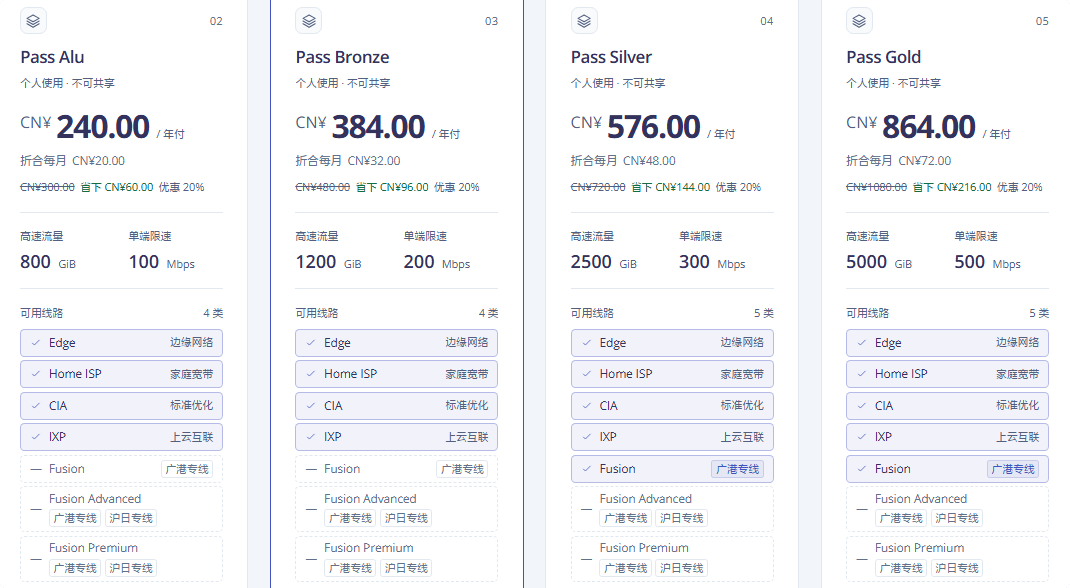 02
Pass Alu
个人使用 · 不可共享
CN¥ 240.00 / 年付
折合每月 CN¥20.00
CN¥300.00 省下 CN¥60.00 优惠 20%
高速流量 单端限速
800 GiB 100 Mbps
可用线路 4 类
Edge 边缘网络
Home ISP 家庭宽带
CIA 标准优化
IXP 上云互联
Fusion 广港专线
Fusion Advanced
广港专线 沪日专线
Fusion Premium
广港专线 沪日专线
03
Pass Bronze
个人使用 · 不可共享
CN¥ 384.00 / 年付
折合每月 CN¥32.00
CN¥480.00 省下 CN¥96.00 优惠 20%
高速流量 单端限速
1200 GiB 200 Mbps
可用线路 4 类
Edge 边缘网络
Home ISP 家庭宽带
CIA 标准优化
IXP 上云互联
Fusion 广港专线
Fusion Advanced
广港专线 沪日专线
Fusion Premium
广港专线 沪日专线
04
Pass Silver
个人使用 · 不可共享
CN¥ 576.00 / 年付
折合每月 CN¥48.00
CN¥720.00 省下 CN¥144.00 优惠 20%
高速流量 单端限速
2500 GiB 300 Mbps
可用线路 5 类
Edge 边缘网络
Home ISP 家庭宽带
CIA 标准优化
IXP 上云互联
Fusion 广港专线
Fusion Advanced
广港专线 沪日专线
Fusion Premium
广港专线 沪日专线
05
Pass Gold
个人使用 · 不可共享
CN¥ 864.00 / 年付
折合每月 CN¥72.00
CN¥1080.00 省下 CN¥216.00 优惠 20%
高速流量 单端限速
5000 GiB 500 Mbps
可用线路 5 类
Edge 边缘网络
Home ISP 家庭宽带
CIA 标准优化
IXP 上云互联
Fusion 广港专线
Fusion Advanced
广港专线 沪日专线
Fusion Premium
广港专线 沪日专线